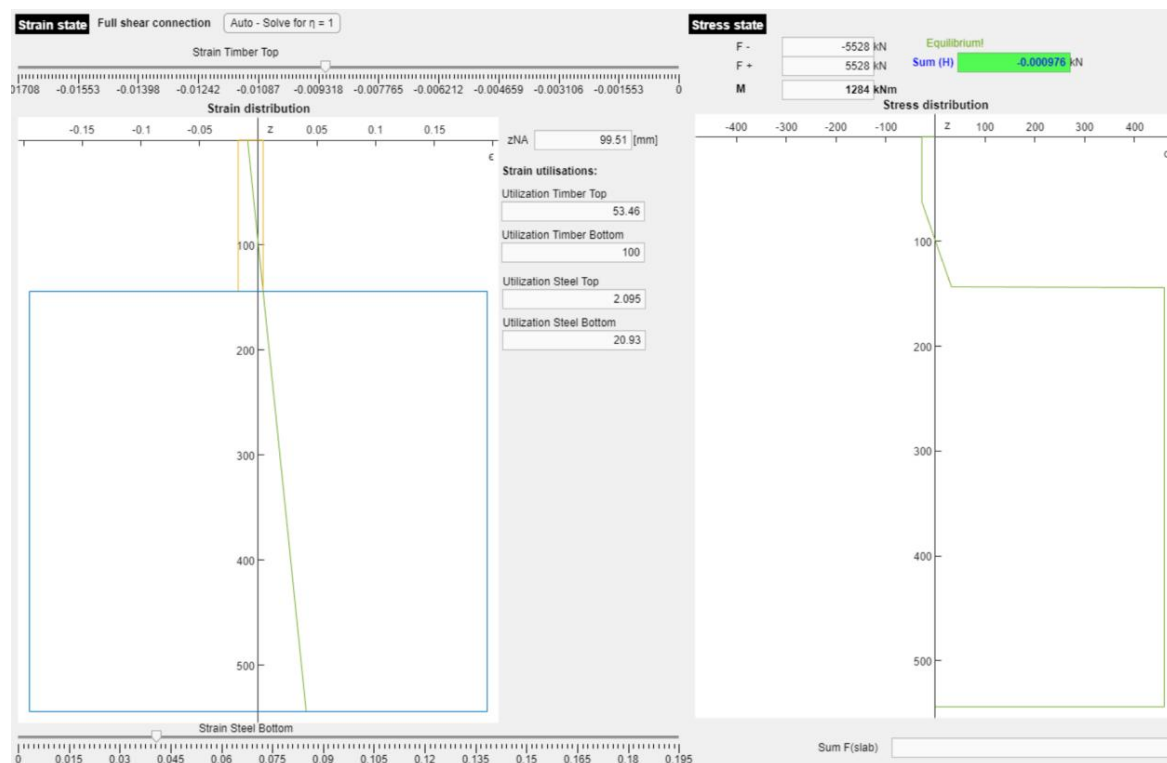 Strain state Full shear connection Auto - Solve for η = 1
Strain Timber Top
01708 -0.01553 -0.01398 -0.01242 -0.01087 -0.009318 -0.007765 -0.006212 -0.004659 -0.003106 -0.001553 0
Strain distribution
-0.15 -0.1 -0.05 z 0.05 0.1 0.15
ϵ
100
200
300
400
500
zNA 99.51 [mm]
Strain utilisations:
Utilization Timber Top
53.46
Utilization Timber Bottom
100
Utilization Steel Top
2.095
Utilization Steel Bottom
20.93
Strain Steel Bottom
0 0.015 0.03 0.045 0.06 0.075 0.09 0.105 0.12 0.135 0.15 0.165 0.18 0.195
Stress state
F - -5528 kN Equilibrium!
F + 5528 kN Sum (H) -0.000976 kN
M 1284 kNm
Stress distribution
-400 -300 -200 -100 z 100 200 300 400
100
200
300
400
500
Sum F(slab)